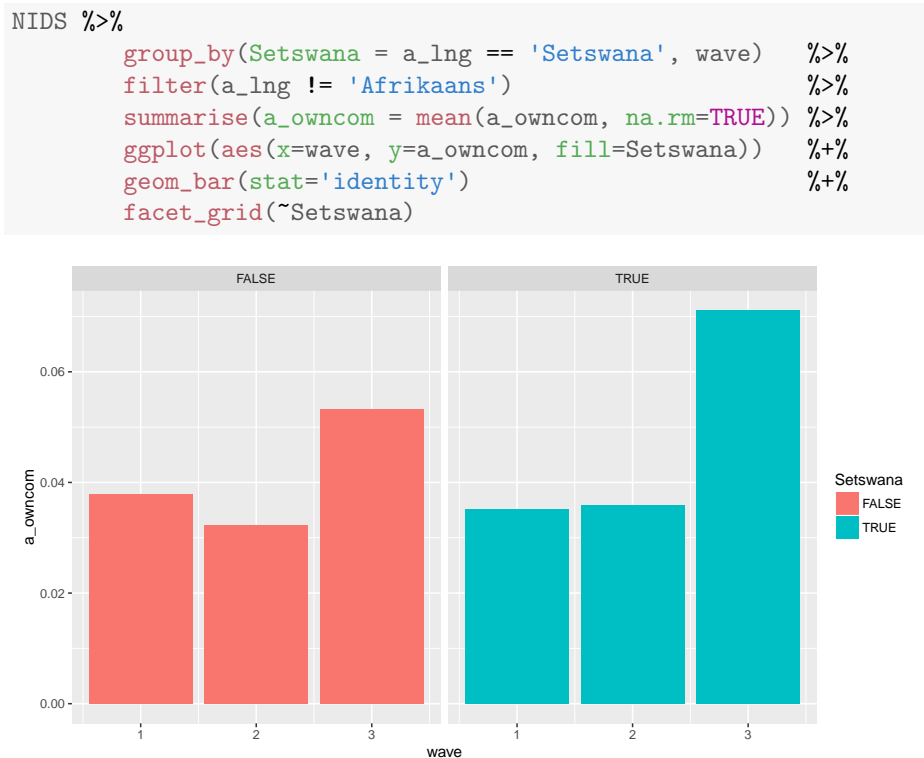 NIDS %>%
group_by(Setswana = a_lng == 'Setswana', wave) %>%
filter(a_lng != 'Afrikaans') %>%
summarise(a_owncom = mean(a_owncom, na.rm=TRUE)) %>%
ggplot(aes(x=wave, y=a_owncom, fill=Setswana)) %+%
geom_bar(stat='identity') %+%
facet_grid(~Setswana)
FALSE TRUE
0.06
0.04
0.02
0.00
a_owncom
1 2 3 1 2 3
wave
Setswana
FALSE
TRUE